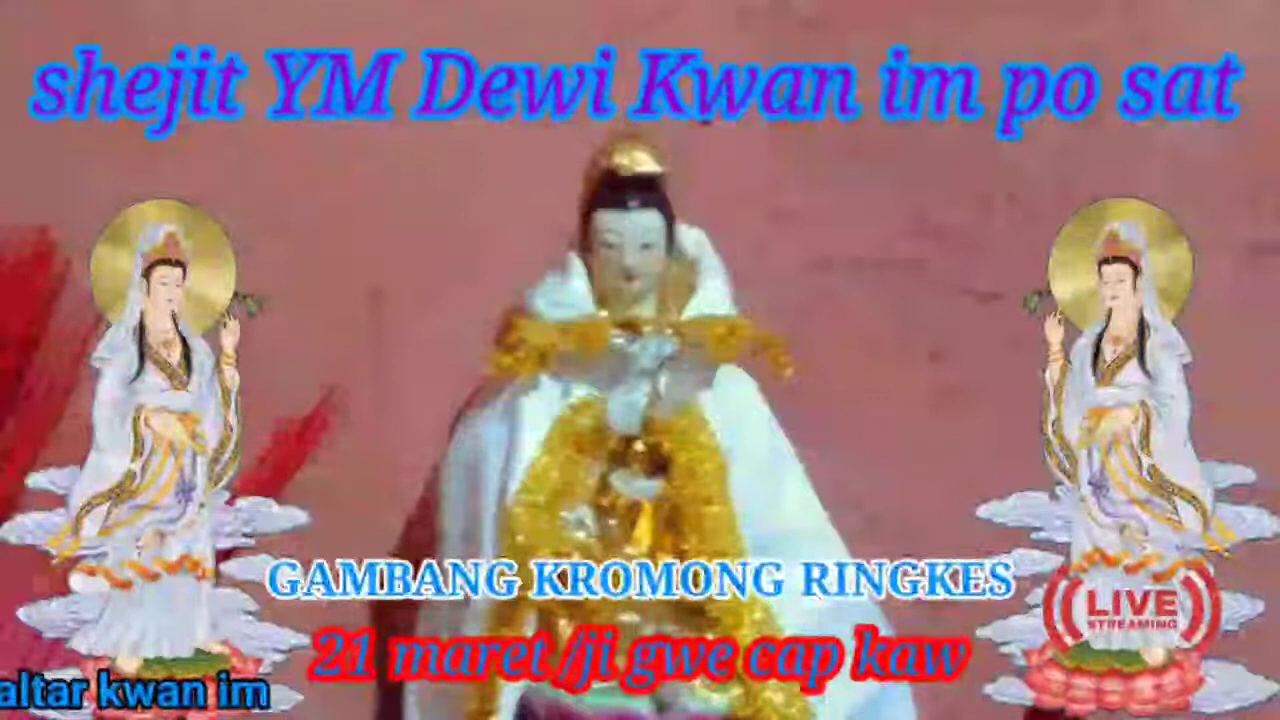 shejit YM Dewi Kwan im po sat
GAMBANG KROMONG RINGKES
LIVE
STREAMING
21 maret /ji gwe cap kaw
altar kwan im